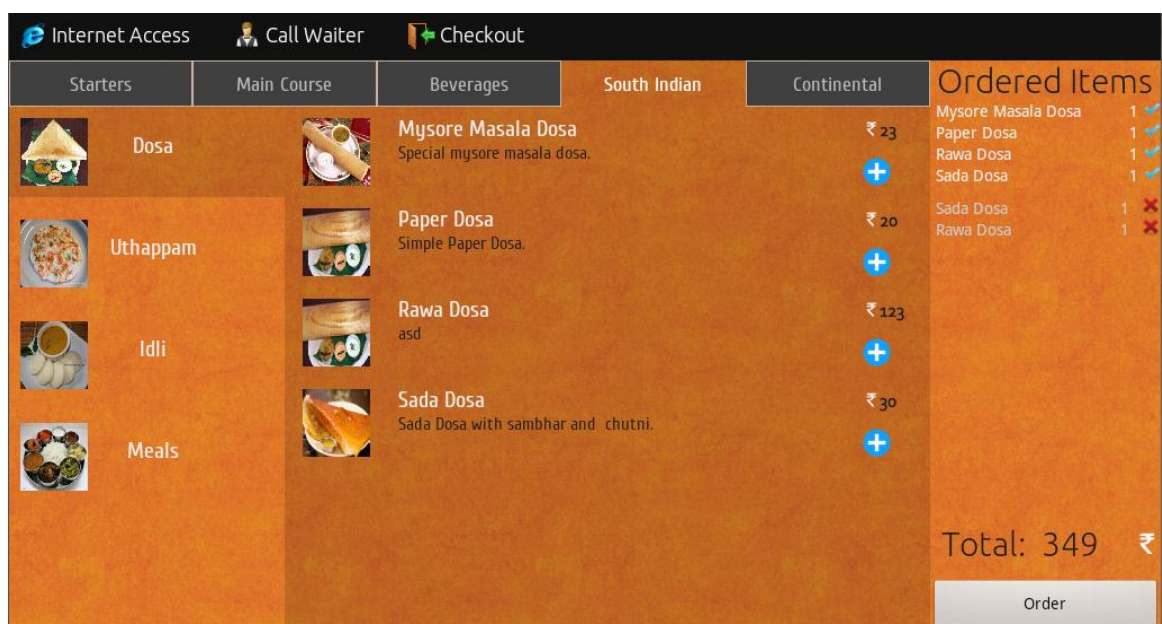 Internet Access Call Waiter Checkout
Starters Main Course Beverages South Indian Continental
Dosa
Uthappam
Idli
Meals
Mysore Masala Dosa ₹ 23
Special mysore masala dosa.
Paper Dosa ₹ 20
Simple Paper Dosa.
Rawa Dosa ₹ 123
asd
Sada Dosa ₹ 30
Sada Dosa with sambhar and chutni.
Ordered Items
Mysore Masala Dosa 1
Paper Dosa 1
Rawa Dosa 1
Sada Dosa 1
Sada Dosa 1
Rawa Dosa 1
Total: 349 ₹
Order